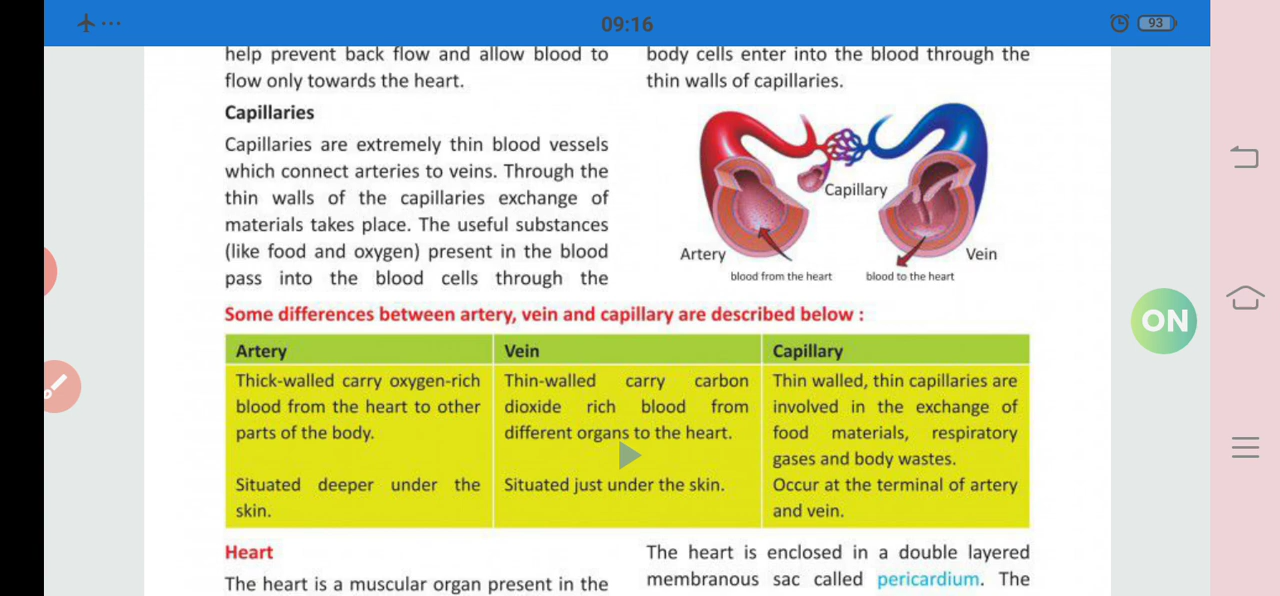 09:16
93
help prevent back flow and allow blood to
flow only towards the heart.
Capillaries
Capillaries are extremely thin blood vessels
which connect arteries to veins. Through the
thin walls of the capillaries exchange of
materials takes place. The useful substances
(like food and oxygen) present in the blood
pass into the blood cells through the
body cells enter into the blood through the
thin walls of capillaries.
Capillary
Artery
Vein
blood from the heart
blood to the heart
ON
Some differences between artery, vein and capillary are described below :
Artery
Thick-walled carry oxygen-rich
blood from the heart to other
parts of the body.
Situated deeper under the
skin.
Vein
Thin-walled carry carbon
dioxide rich blood from
different organs to the heart.
Situated just under the skin.
Capillary
Thin walled, thin capillaries are
involved in the exchange of
food materials, respiratory
gases and body wastes.
Occur at the terminal of artery
and vein.
Heart
The heart is a muscular organ present in the
The heart is enclosed in a double layered
membranous sac called pericardium. The